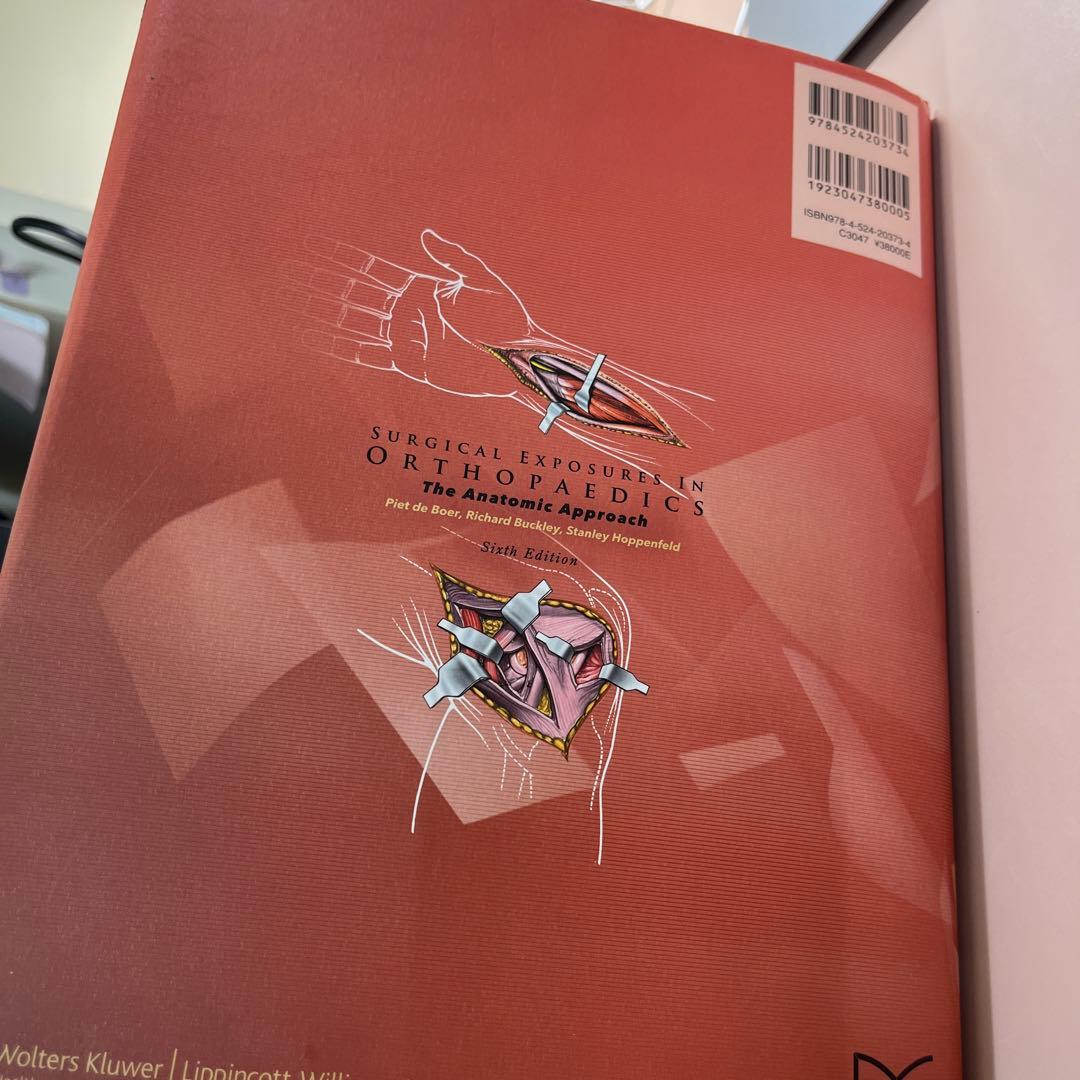 9784524203734
1923047380005
ISBN978-4-524-20373-4
C3047 ¥38000E
SURGICAL EXPOSURES IN
ORTHOPAEDICS
The Anatomic Approach
Piet de Boer, Richard Buckley, Stanley Hoppenfeld
Sixth Edition
Wolters Kluwer | Lippincott